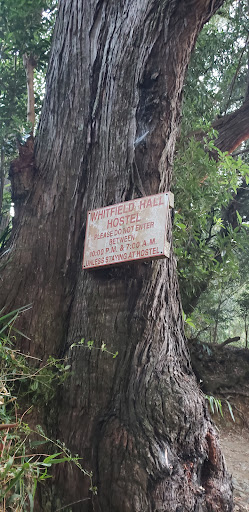 WHITFIELD HALL
HOSTEL
PLEASE DO NOT ENTER
BETWEEN
10:00 P.M. & 7:00 A.M.
UNLESS STAYING AT HOSTEL